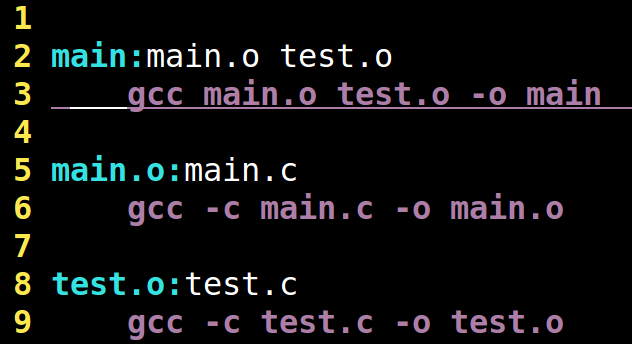 1
2 main:main.o test.o
3     gcc main.o test.o -o main
4
5 main.o:main.c
6     gcc -c main.c -o main.o
7
8 test.o:test.c
9     gcc -c test.c -o test.o